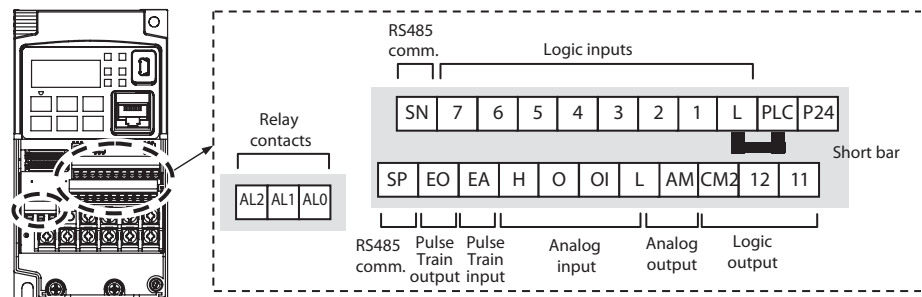 RS485
comm.
Logic inputs
SN 7 6 5 4 3 2 1 L PLC P24
Relay
contacts
Short bar
AL2 AL1 AL0
SP EO EA H O OI L AM CM2 12 11
RS485
comm.
Pulse
Train
output
Pulse
Train
input
Analog
input
Analog
output
Logic
output